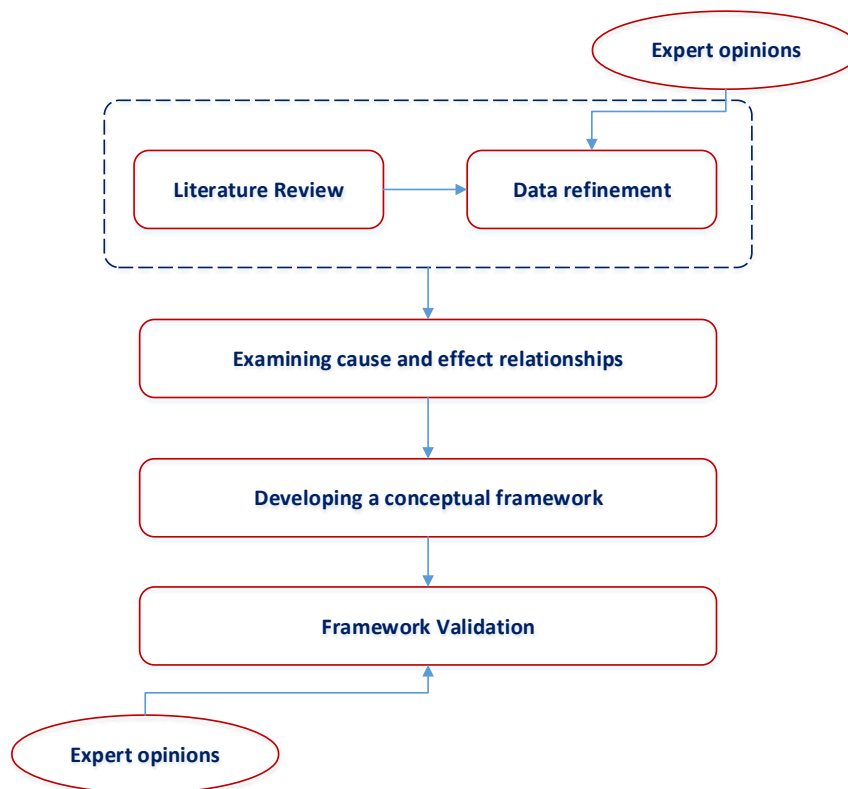 Expert opinions
Literature Review
Data refinement
Examining cause and effect relationships
Developing a conceptual framework
Framework Validation
Expert opinions